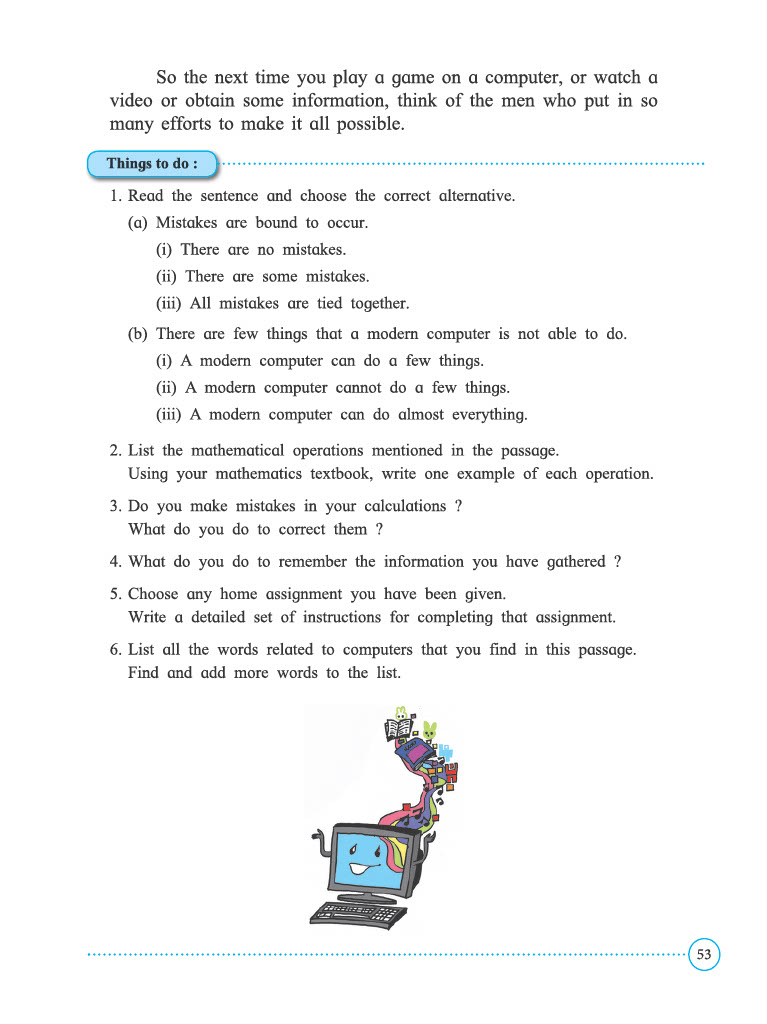 So the next time you play a game on a computer, or watch a
video or obtain some information, think of the men who put in so
many efforts to make it all possible.
Things to do :
1. Read the sentence and choose the correct alternative.
(a) Mistakes are bound to occur.
(i) There are no mistakes.
(ii) There are some mistakes.
(iii) All mistakes are tied together.
(b) There are few things that a modern computer is not able to do.
(i) A modern computer can do a few things.
(ii) A modern computer cannot do a few things.
(iii) A modern computer can do almost everything.
2. List the mathematical operations mentioned in the passage.
Using your mathematics textbook, write one example of each operation.
3. Do you make mistakes in your calculations ?
What do you do to correct them ?
4. What do you do to remember the information you have gathered ?
5. Choose any home assignment you have been given.
Write a detailed set of instructions for completing that assignment.
6. List all the words related to computers that you find in this passage.
Find and add more words to the list.
53